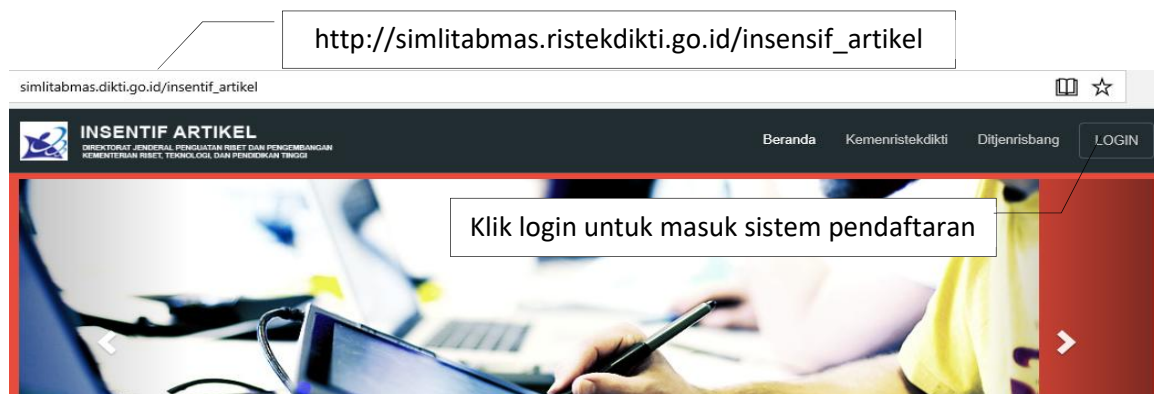 http://simlitabmas.ristekdikti.go.id/insensif_artikel
simlitabmas.dikti.go.id/insentif_artikel
INSENTIF ARTIKEL
DIREKTORAT JENDERAL PENGUATAN RISET DAN PENGEMBANGAN
KEMENTERIAN RISET, TEKNOLOGI, DAN PENDIDIKAN TINGGI
Beranda Kemenristekdikti Ditjenrisbang LOGIN
Klik login untuk masuk sistem pendaftaran